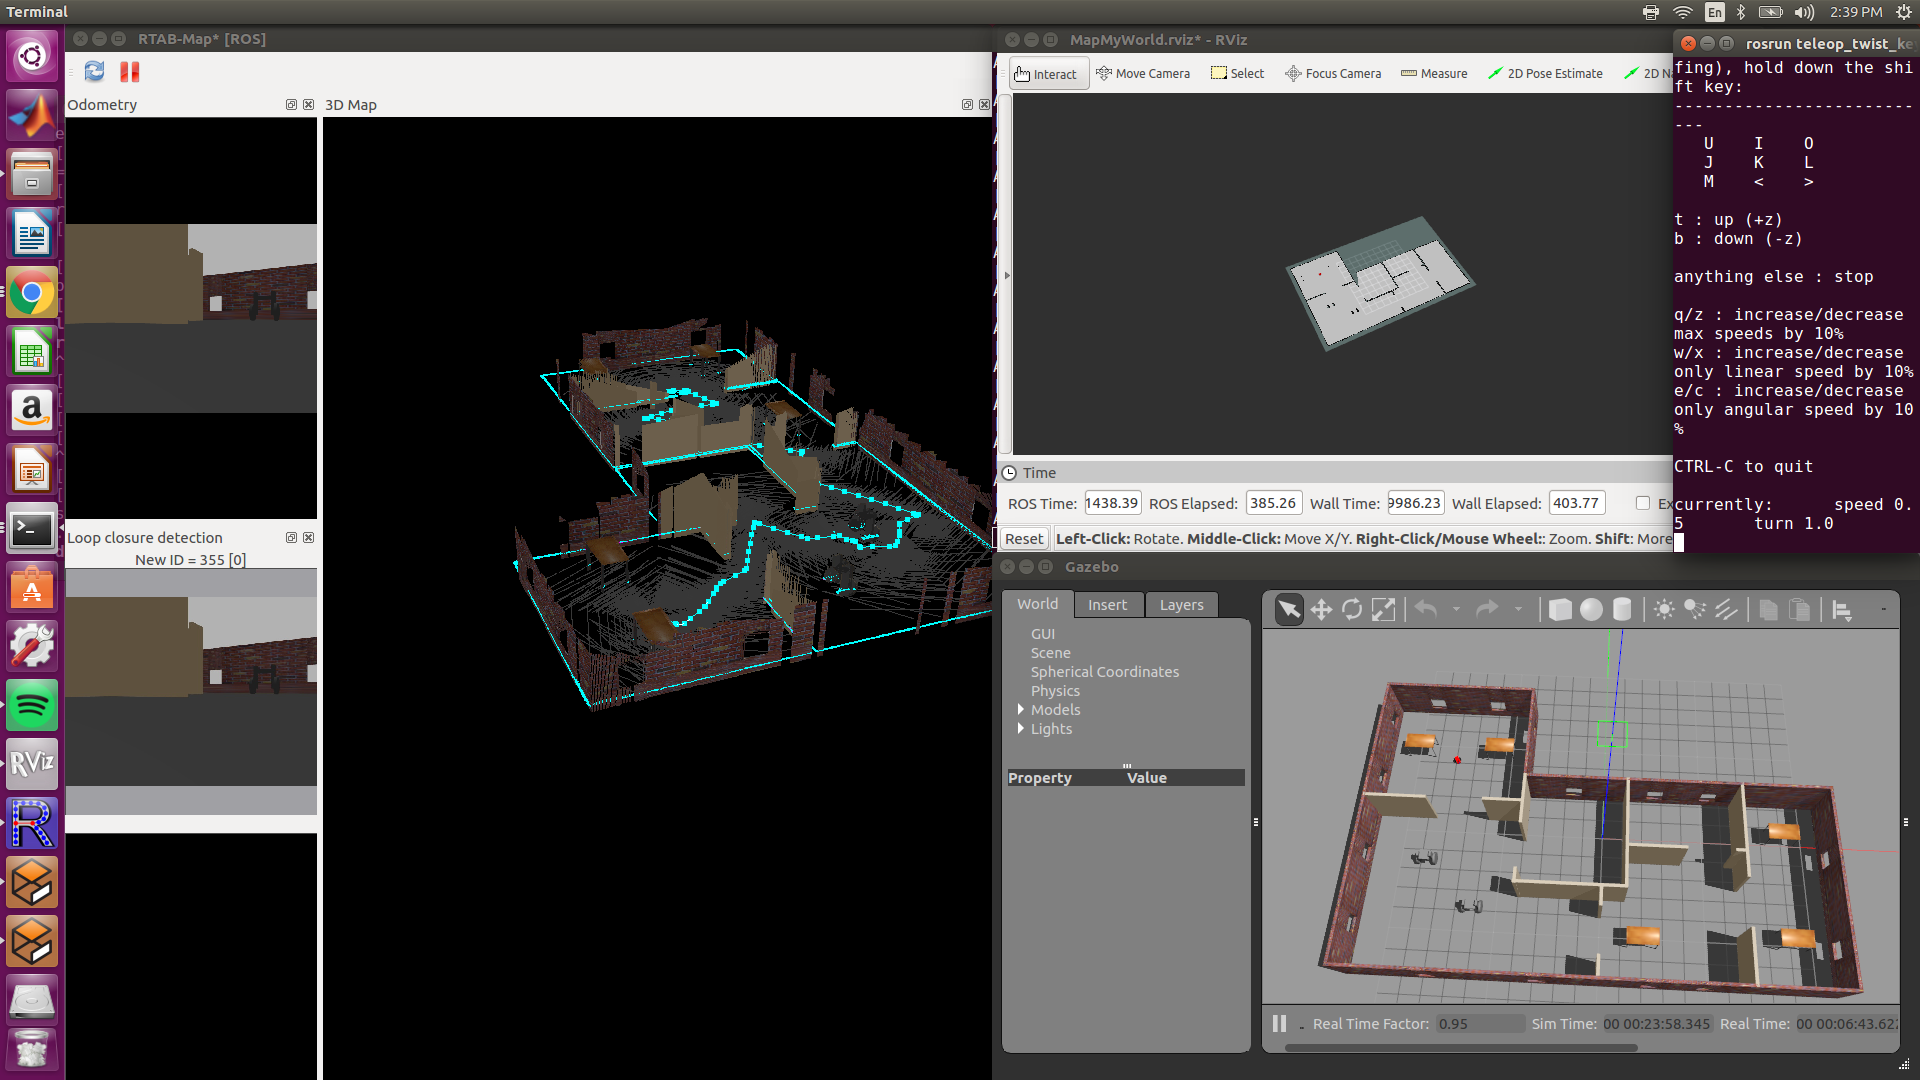 Terminal
En
2:39 PM
RTAB-Map* [ROS]
Odometry
3D Map
Loop closure detection
New ID = 355 [0]
MapMyWorld.rviz* - RViz
Interact
Move Camera
Select
Focus Camera
Measure
2D Pose Estimate
Time
ROS Time: 1438.39 ROS Elapsed: 385.26 Wall Time: 9986.23 Wall Elapsed: 403.77
Reset
Left-Click: Rotate. Middle-Click: Move X/Y. Right-Click/Mouse Wheel:: Zoom. Shift: More
rosrun teleop_twist_ke
fing), hold down the shi
ft key:
------------------------
---
U I O
J K L
M < >
t : up (+z)
b : down (-z)
anything else : stop
q/z : increase/decrease
max speeds by 10%
w/x : increase/decrease
only linear speed by 10%
e/c : increase/decrease
only angular speed by 10
%
CTRL-C to quit
currently: speed 0.
5 turn 1.0
Gazebo
World
Insert
Layers
GUI
Scene
Spherical Coordinates
Physics
Models
Lights
Property Value
Real Time Factor: 0.95 Sim Time: 00 00:23:58.345 Real Time: 00 00:06:43.62
a
RViz
R